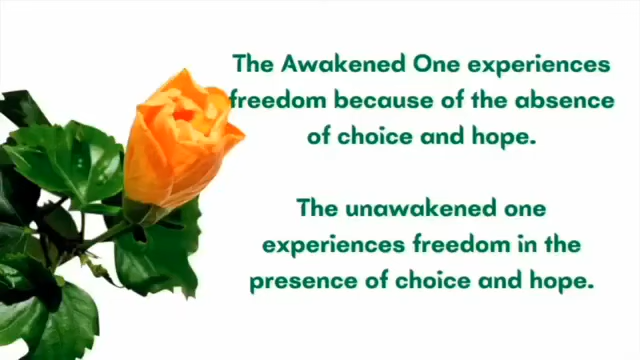 The Awakened One experiences
freedom because of the absence
of choice and hope.
The unawakened one
experiences freedom in the
presence of choice and hope.